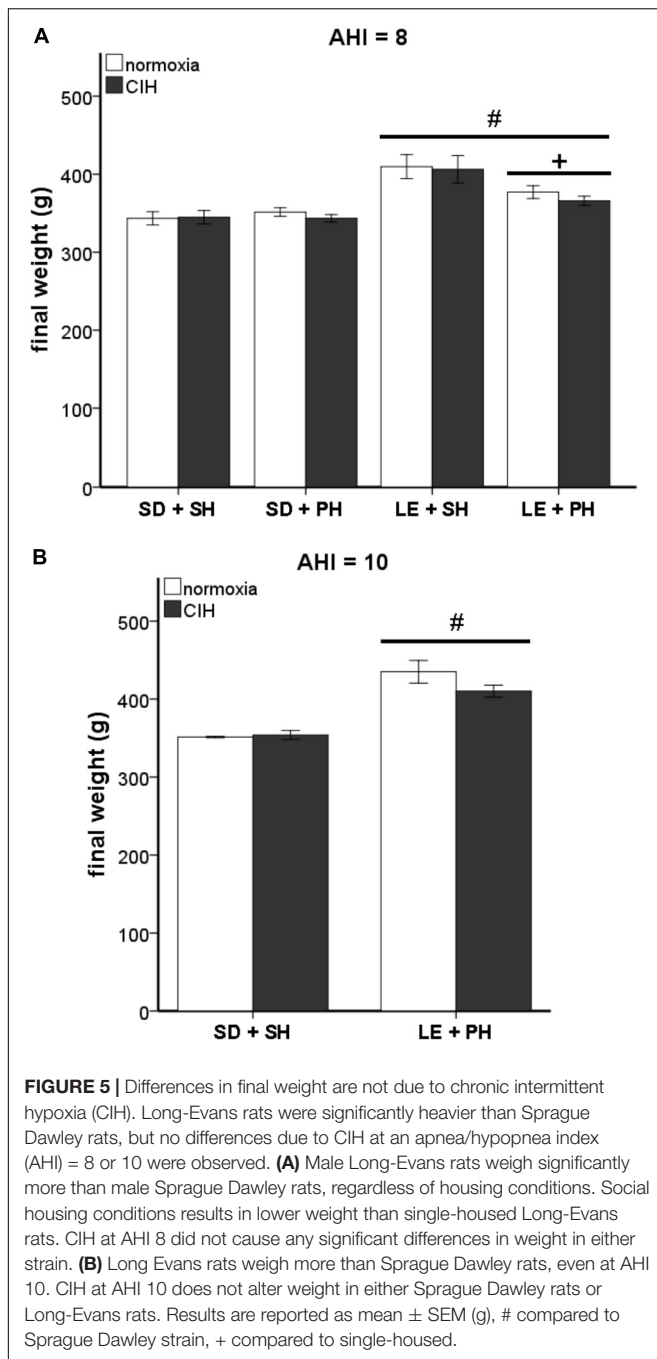 A
AHI = 8
normoxia
CIH
500
400
300
200
100
0
final weight (g)
#
+
SD + SH
SD + PH
LE + SH
LE + PH
B
AHI = 10
normoxia
CIH
500
400
300
200
100
0
final weight (g)
#
SD + SH
LE + PH
FIGURE 5 | Differences in final weight are not due to chronic intermittent
hypoxia (CIH). Long-Evans rats were significantly heavier than Sprague
Dawley rats, but no differences due to CIH at an apnea/hypopnea index
(AHI) = 8 or 10 were observed. (A) Male Long-Evans rats weigh significantly
more than male Sprague Dawley rats, regardless of housing conditions. Social
housing conditions results in lower weight than single-housed Long-Evans
rats. CIH at AHI 8 did not cause any significant differences in weight in either
strain. (B) Long Evans rats weigh more than Sprague Dawley rats, even at AHI
10. CIH at AHI 10 does not alter weight in either Sprague Dawley rats or
Long-Evans rats. Results are reported as mean ± SEM (g), # compared to
Sprague Dawley strain, + compared to single-housed.